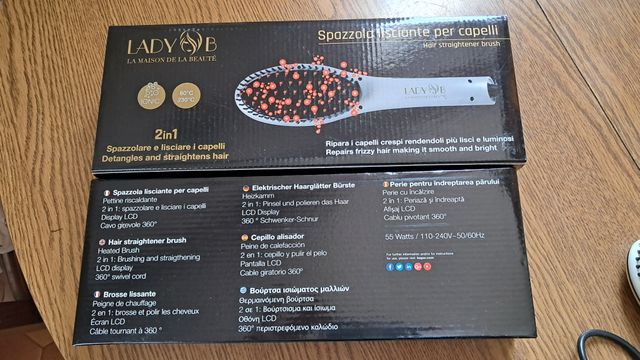 LADY B
LA MAISON DE LA BEAUTÉ
Spazzola lisciante per capelli
Hair straightener brush
IONIC
80°C
230°C
LADY B
2in1
Spazzolare e lisciare i capelli
Detangles and straightens hair
Ripara i capelli crespi rendendoli più lisci e luminosi
Repairs frizzy hair making it smooth and bright
Spazzola lisciante per capelli
Pettine riscaldante
2 in 1: spazzolare e lisciare i capelli
Display LCD
Cavo girevole 360°
Hair straightener brush
Heated Brush
2 in 1: Brushing and straigthening
LCD display
360° swivel cord
Brosse lissante
Peigne de chauffage
2 en 1: brosse et polir les cheveux
Écran LCD
Câble tournant à 360°
Elektrischer Haarglätter Bürste
Heizkamm
2 in 1: Pinsel und polieren das Haar
LCD Display
360° Schwenker-Schnur
Cepillo alisador
Peine de calefacción
2 en 1: cepillo y pulir el pelo
Pantalla LCD
Cable giratorio 360°
Βούρτσα ισιώματος μαλλιών
Θερμαινόμενη βούρτσα
2 σε 1: Βούρτσισμα και ίσιωμα
Οθόνη LCD
360° περιστρεφόμενο καλώδιο
Perie pentru îndreptarea părului
Perie cu încălzire
2 în 1: Periază și îndreaptă
Afișaj LCD
Cablu pivotant 360°
55 Watts / 110-240V~50/60Hz